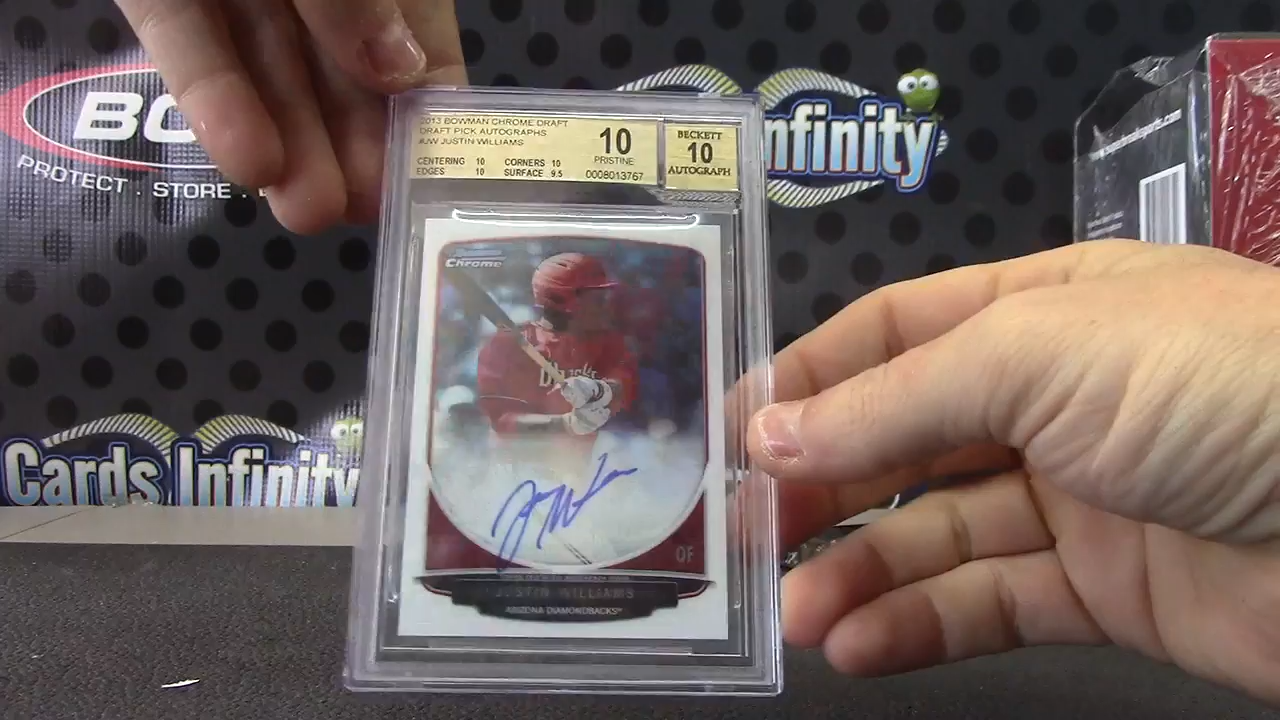 BC
PROTECT . STORE .
2013 BOWMAN CHROME DRAFT
DRAFT PICK AUTOGRAPHS
#JW JUSTIN WILLIAMS
CENTERING 10 CORNERS 10
EDGES 10 SURFACE 9.5
10
PRISTINE
0008013767
BECKETT
10
AUTOGRAPH
nfinity
Chrome
OF
JUSTIN WILLIAMS
ARIZONA DIAMONDBACKS
Cards Infinity